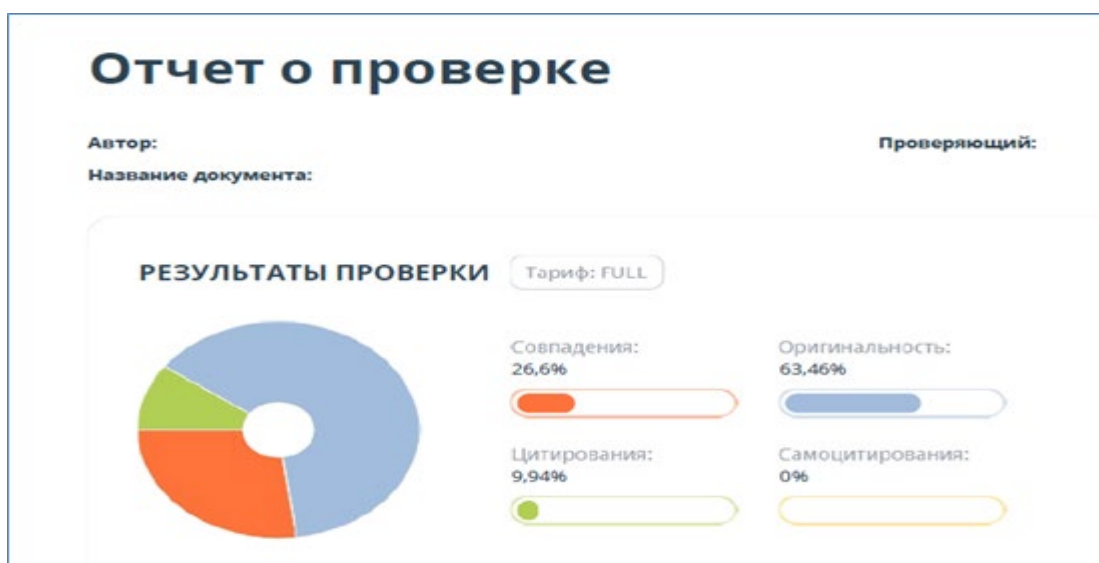 Отчет о проверке
Автор: Проверяющий:
Название документа:
РЕЗУЛЬТАТЫ ПРОВЕРКИ Тариф: FULL
Совпадения: Оригинальность:
26,6% 63,46%
Цитирования: Самоцитирования:
9,94% 0%